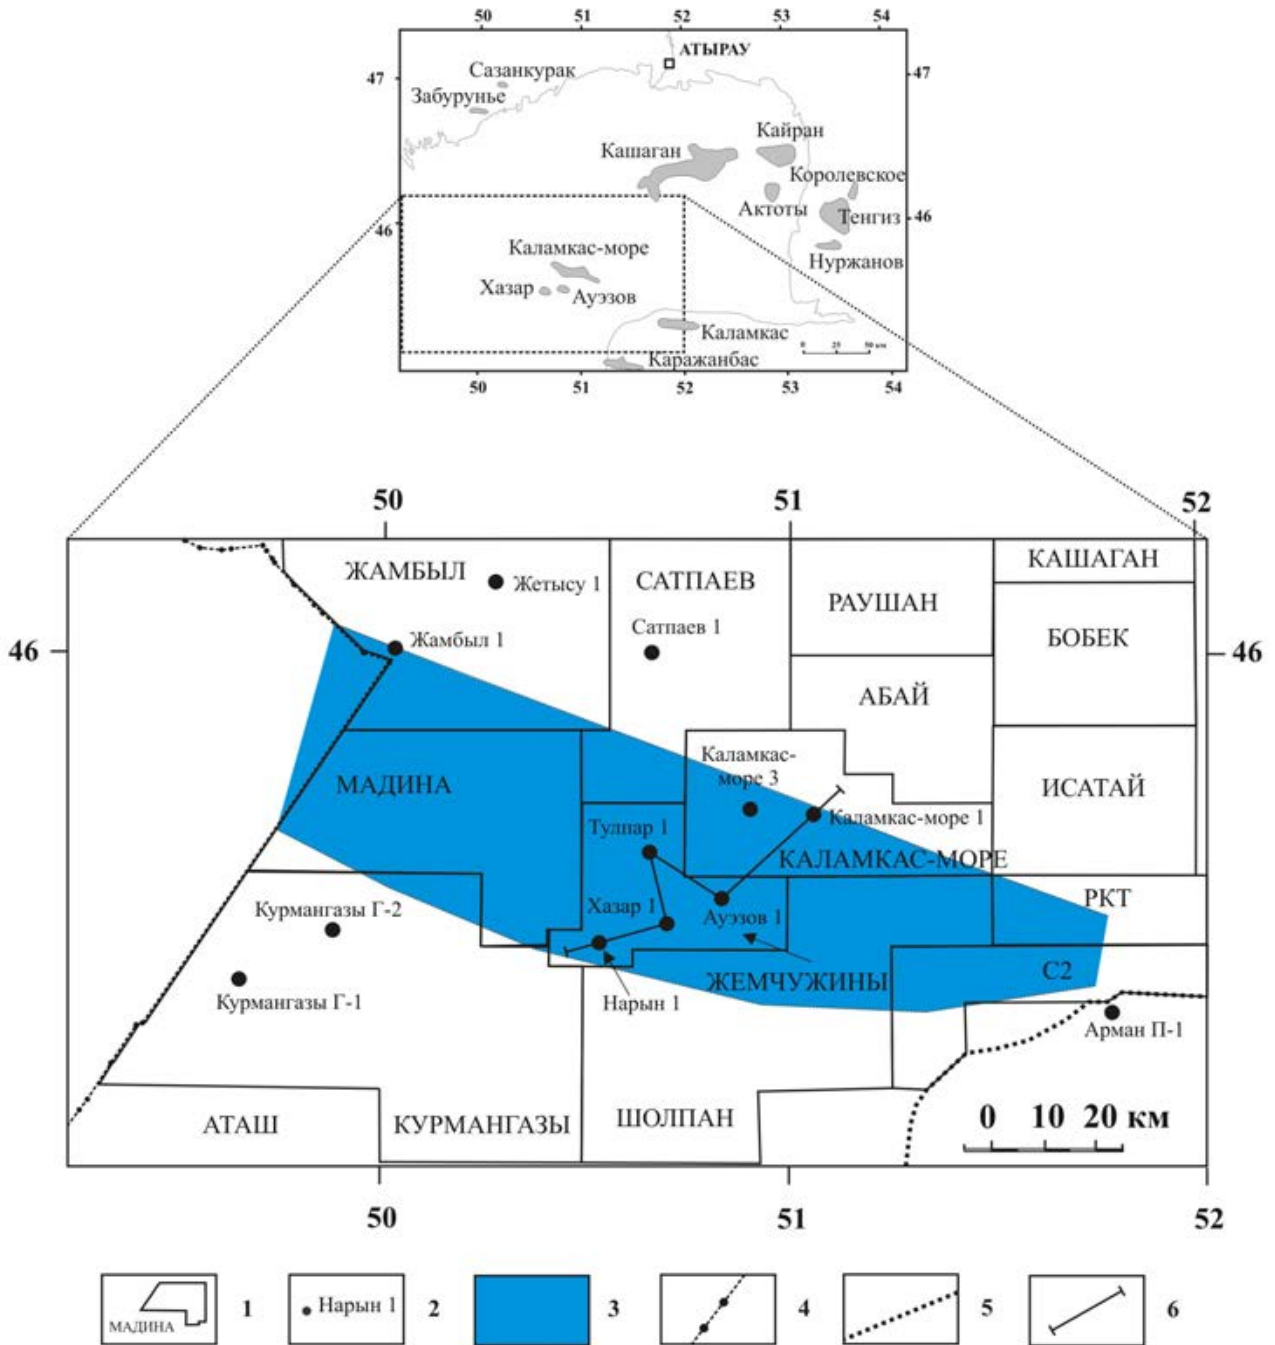 50 51 52 53 54
АТЫРАУ
47
47
Сазанкурак
Забурунье
Кашаган
Кайран
Королевское
Актоты
Тенгиз
46
46
Нуржанов
Каламкас-море
Хазар
Ауэзов
Каламкас
Каражанбас
0 25 50 км
50 51 52 53 54
50 51 52
ЖАМБЫЛ
Жетысу 1
САТПАЕВ
КАШАГАН
РАУШАН
Жамбыл 1
Сатпаев 1
БОБЕК
46
46
АБАЙ
МАДИНА
Каламкас-
море 3
ИСАТАЙ
Тулпар 1
Каламкас-море 1
КАЛАМКАС-МОРЕ
Хазар 1
Ауэзов 1
РКТ
Курмангазы Г-2
Курмангазы Г-1
ЖЕМЧУЖИНЫ
С2
Нарын 1
Арман П-1
АТАШ
КУРМАНГАЗЫ
ШОЛПАН
0 10 20 км
50 51 52
МАДИНА
1
Нарын 1
2
3
4
5
6